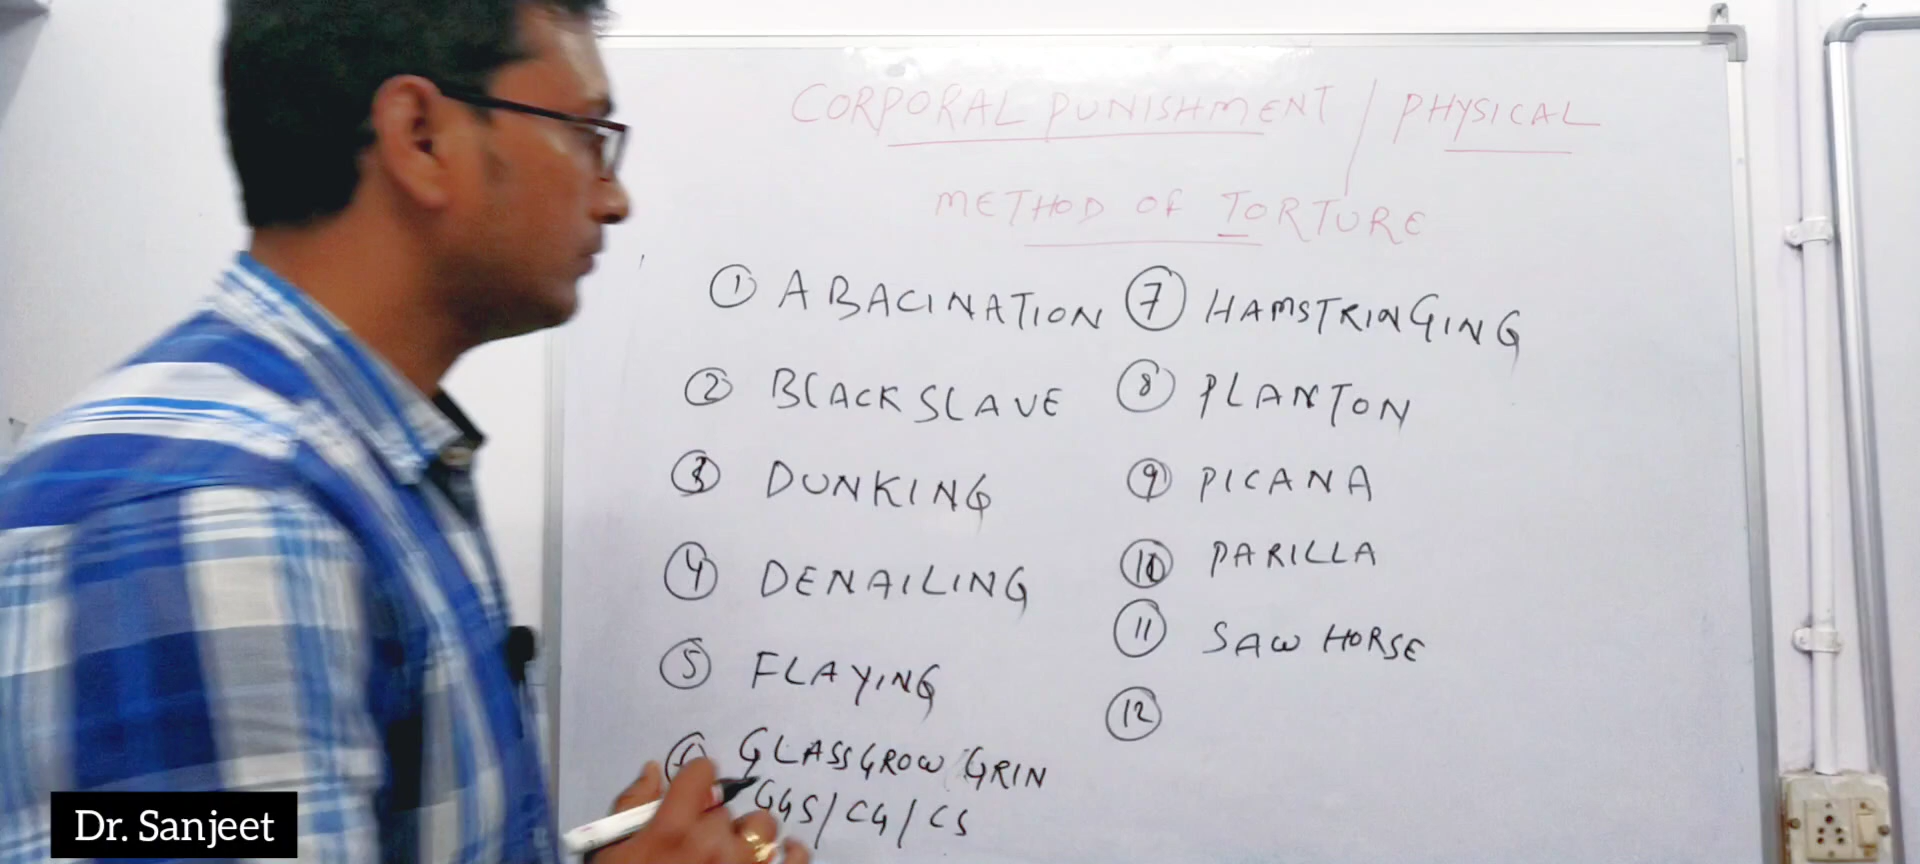 CORPORAL PUNISHMENT / PHYSICAL
METHOD OF TORTURE
1 ABACINATION
2 BLACK SLAVE
3 DUNKING
4 DENAILING
5 FLAYING
6 GLASSGROW GRIN
GGS/CG/CS
7 HAMSTRINGING
8 PLANTON
9 PICANA
10 PARILLA
11 SAW HORSE
12
Dr. Sanjeet